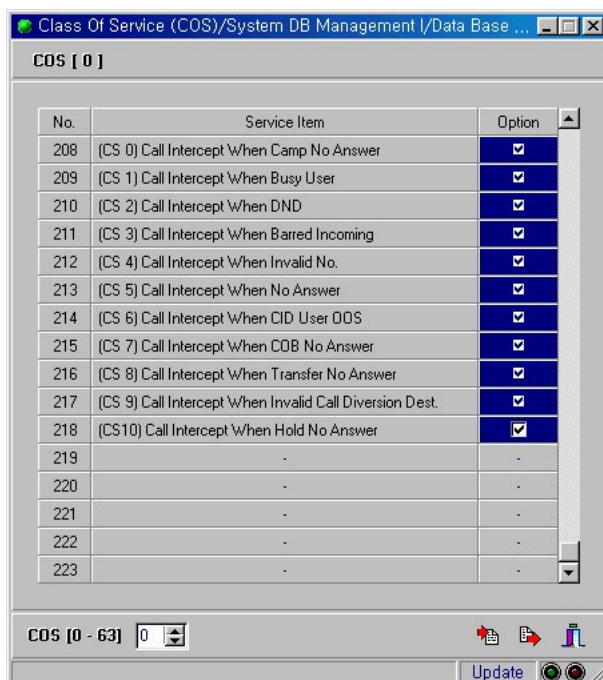 Class Of Service (COS)/System DB Management I/Data Base ...
COS [ 0 ]
No. Service Item Option
208 (CS 0) Call Intercept When Camp No Answer
209 (CS 1) Call Intercept When Busy User
210 (CS 2) Call Intercept When DND
211 (CS 3) Call Intercept When Barred Incoming
212 (CS 4) Call Intercept When Invalid No.
213 (CS 5) Call Intercept When No Answer
214 (CS 6) Call Intercept When CID User OOS
215 (CS 7) Call Intercept When COB No Answer
216 (CS 8) Call Intercept When Transfer No Answer
217 (CS 9) Call Intercept When Invalid Call Diversion Dest.
218 (CS10) Call Intercept When Hold No Answer
219 - -
220 - -
221 - -
222 - -
223 - -
COS [0 - 63] 0
Update